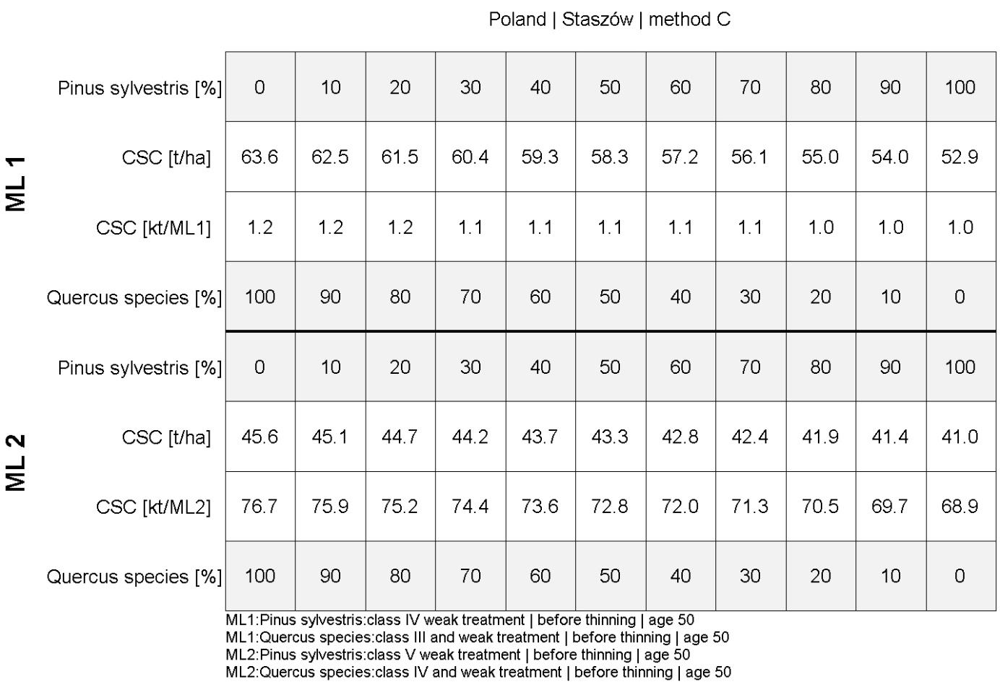 Poland | Staszów | method C
ML 1
Pinus sylvestris [%] 0 10 20 30 40 50 60 70 80 90 100
CSC [t/ha] 63.6 62.5 61.5 60.4 59.3 58.3 57.2 56.1 55.0 54.0 52.9
CSC [kt/ML1] 1.2 1.2 1.2 1.1 1.1 1.1 1.1 1.1 1.0 1.0 1.0
Quercus species [%] 100 90 80 70 60 50 40 30 20 10 0
ML 2
Pinus sylvestris [%] 0 10 20 30 40 50 60 70 80 90 100
CSC [t/ha] 45.6 45.1 44.7 44.2 43.7 43.3 42.8 42.4 41.9 41.4 41.0
CSC [kt/ML2] 76.7 75.9 75.2 74.4 73.6 72.8 72.0 71.3 70.5 69.7 68.9
Quercus species [%] 100 90 80 70 60 50 40 30 20 10 0
ML1:Pinus sylvestris:class IV weak treatment | before thinning | age 50
ML1:Quercus species:class III and weak treatment | before thinning | age 50
ML2:Pinus sylvestris:class V weak treatment | before thinning | age 50
ML2:Quercus species:class IV and weak treatment | before thinning | age 50